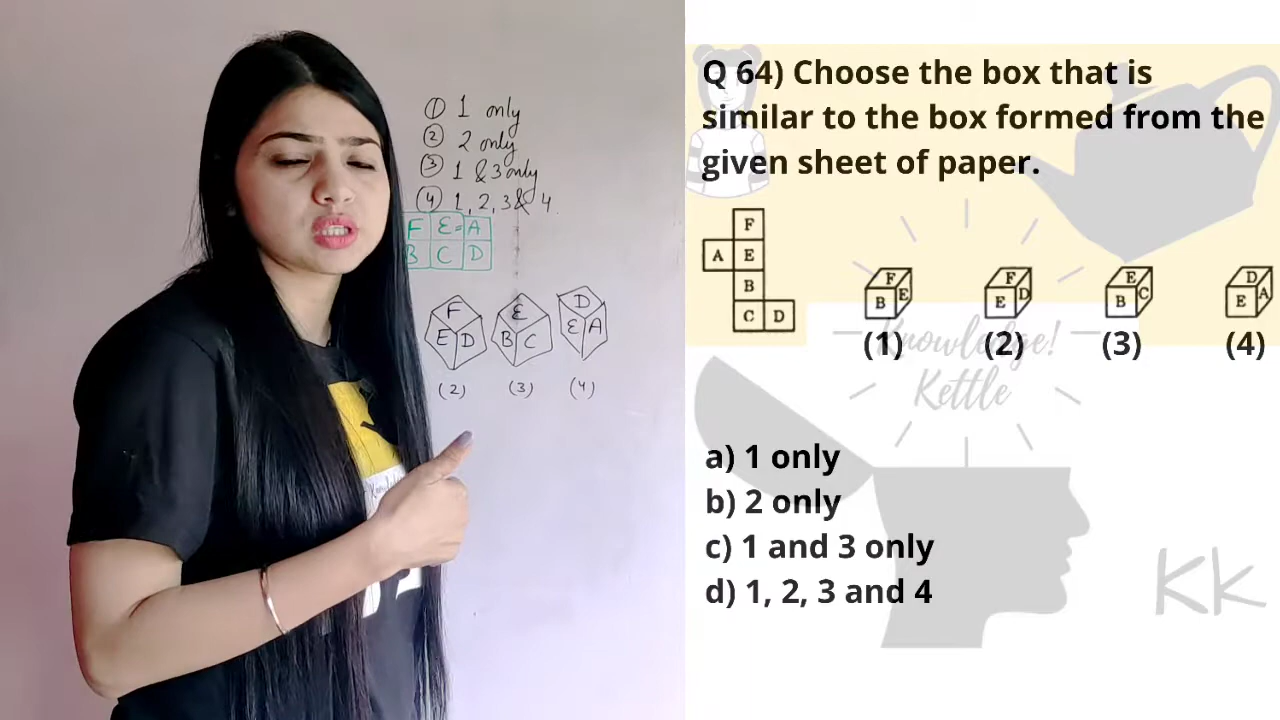 ① 1 only
② 2 only
③ 1 & 3 only
④ 1, 2, 3 & 4.
F E = A
B C D
F
E D
E
B C
D
E A
(2) (3) (4)
Q 64) Choose the box that is
similar to the box formed from the
given sheet of paper.
F
A E
B
C D
F
B E
F
E D
E
B C
D
E A
(1) (2) (3) (4)
Knowledge!
Kettle
a) 1 only
b) 2 only
c) 1 and 3 only
d) 1, 2, 3 and 4
KK